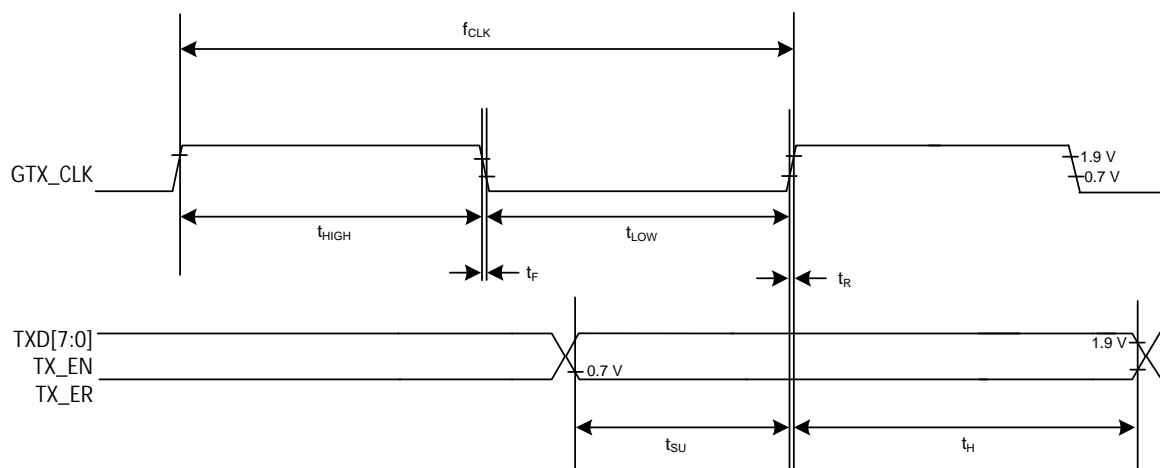 fCLK
GTX_CLK
1.9 V
0.7 V
tHIGH
tLOW
tF
tR
TXD[7:0]
TX_EN
TX_ER
1.9 V
0.7 V
tSU
tH